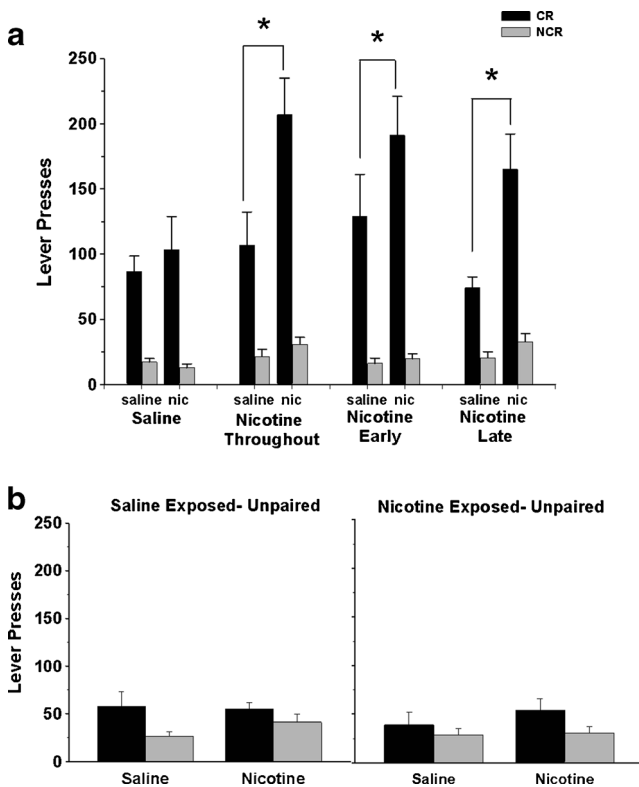 a
CR
NCR
*
*
*
250
200
150
100
50
0
Lever Presses
saline nic
saline nic
saline nic
saline nic
Saline
Nicotine
Throughout
Nicotine
Early
Nicotine
Late
b
Saline Exposed- Unpaired
Nicotine Exposed- Unpaired
250
200
150
100
50
0
Lever Presses
Saline
Nicotine
Saline
Nicotine